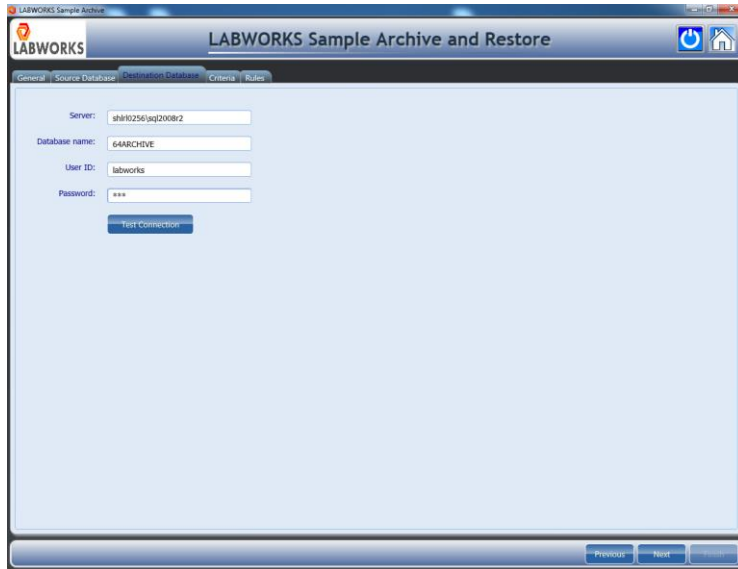 LABWORKS Sample Archive
LABWORKS
LABWORKS Sample Archive and Restore
General Source Database Destination Database Criteria Rules
Server: shlrl0256\sql2008r2
Database name: 64ARCHIVE
User ID: labworks
Password: ***
Test Connection
Previous Next Finish